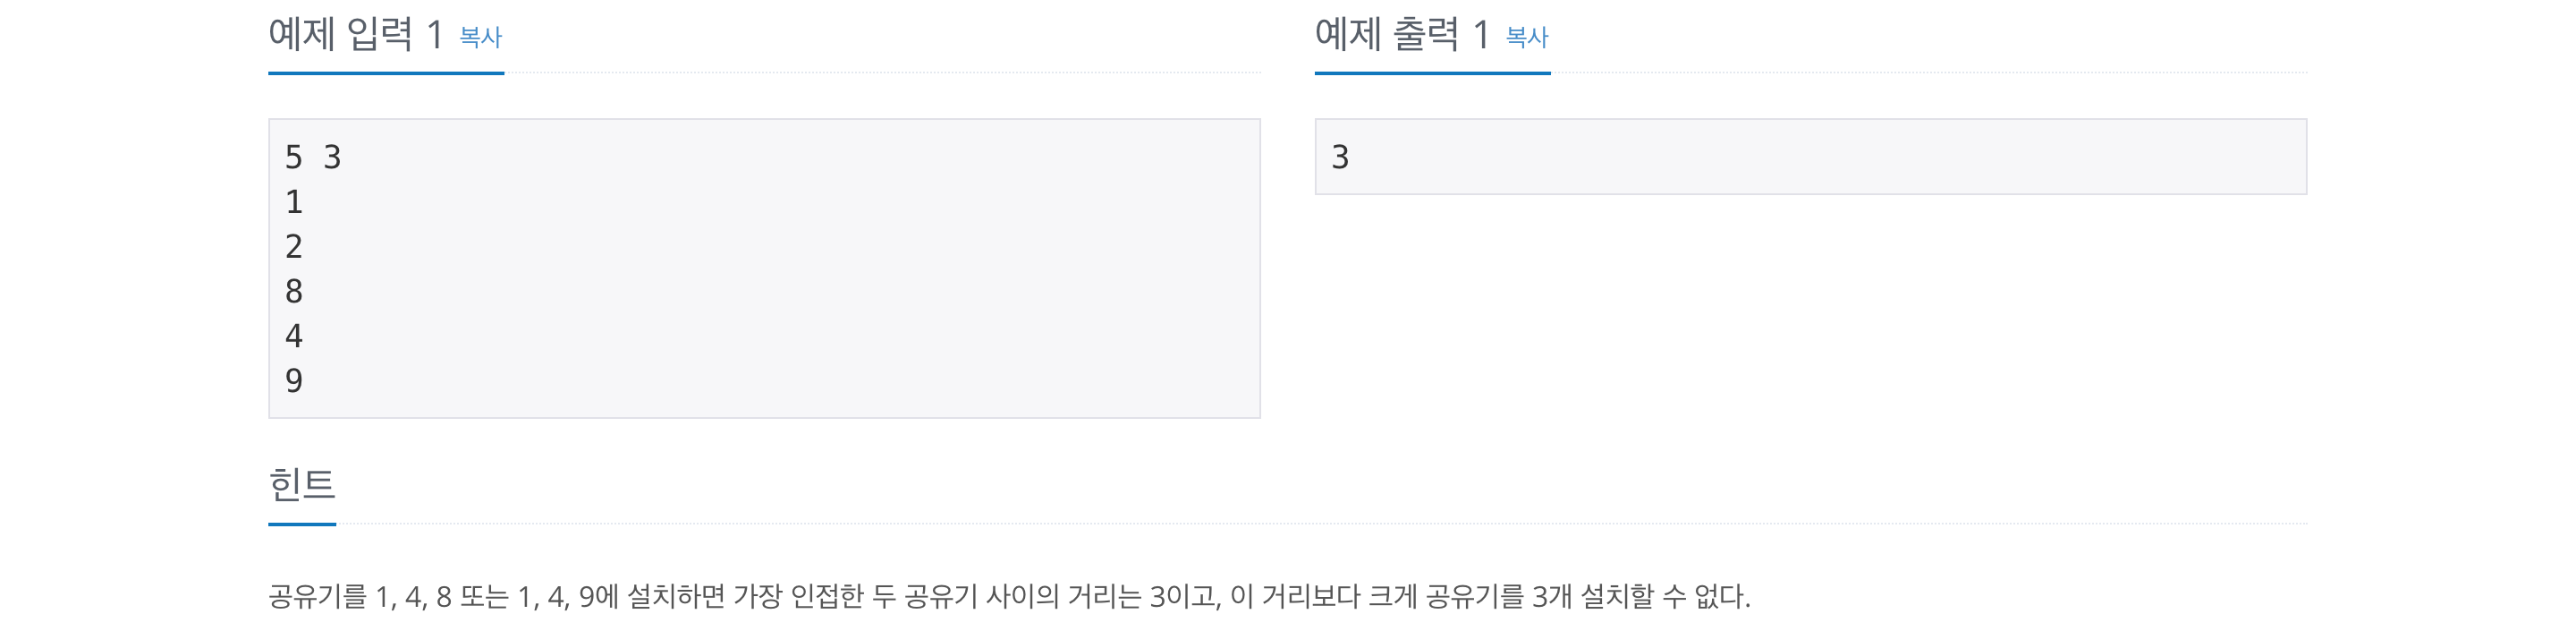 예제 입력 1 복사
5 3
1
2
8
4
9
예제 출력 1 복사
3
힌트
공유기를 1, 4, 8 또는 1, 4, 9에 설치하면 가장 인접한 두 공유기 사이의 거리는 3이고, 이 거리보다 크게 공유기를 3개 설치할 수 없다.